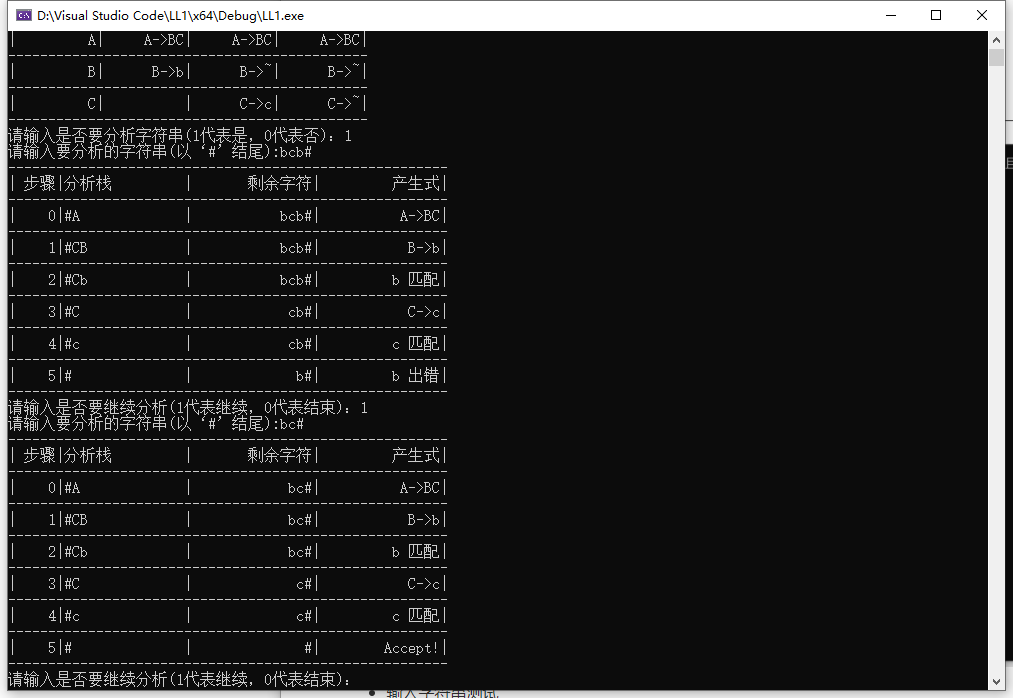 D:\Visual Studio Code\LL1\x64\Debug\LL1.exe
| A| A->BC| A->BC| A->BC|
| B| B->b| B->~| B->~|
| C| | C->c| C->~|
请输入是否要分析字符串(1代表是，0代表否): 1
请输入要分析的字符串(以‘#’结尾):bcb#
| 步骤|分析栈 | 剩余字符| 产生式|
| 0|#A | bcb#| A->BC|
| 1|#CB | bcb#| B->b|
| 2|#Cb | bcb#| b 匹配|
| 3|#C | cb#| C->c|
| 4|#c | cb#| c 匹配|
| 5|# | b#| b 出错|
请输入是否要继续分析(1代表继续，0代表结束): 1
请输入要分析的字符串(以‘#’结尾):bc#
| 步骤|分析栈 | 剩余字符| 产生式|
| 0|#A | bc#| A->BC|
| 1|#CB | bc#| B->b|
| 2|#Cb | bc#| b 匹配|
| 3|#C | c#| C->c|
| 4|#c | c#| c 匹配|
| 5|# | #| Accept!|
请输入是否要继续分析(1代表继续，0代表结束):
输入字符串测试